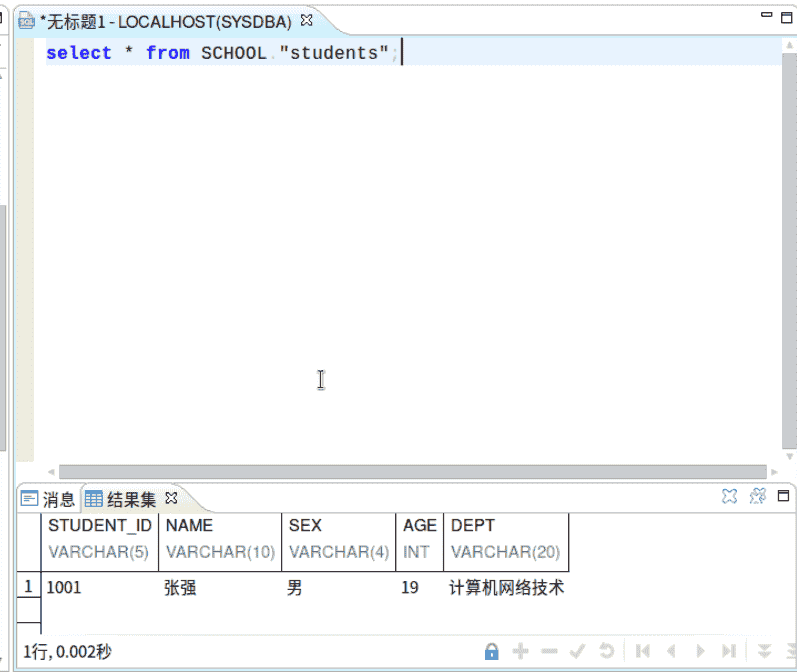 *无标题1 - LOCALHOST(SYSDBA)
select * from SCHOOL."students";
消息 结果集
STUDENT_ID NAME SEX AGE DEPT
VARCHAR(5) VARCHAR(10) VARCHAR(4) INT VARCHAR(20)
1 1001 张强 男 19 计算机网络技术
1行, 0.002秒